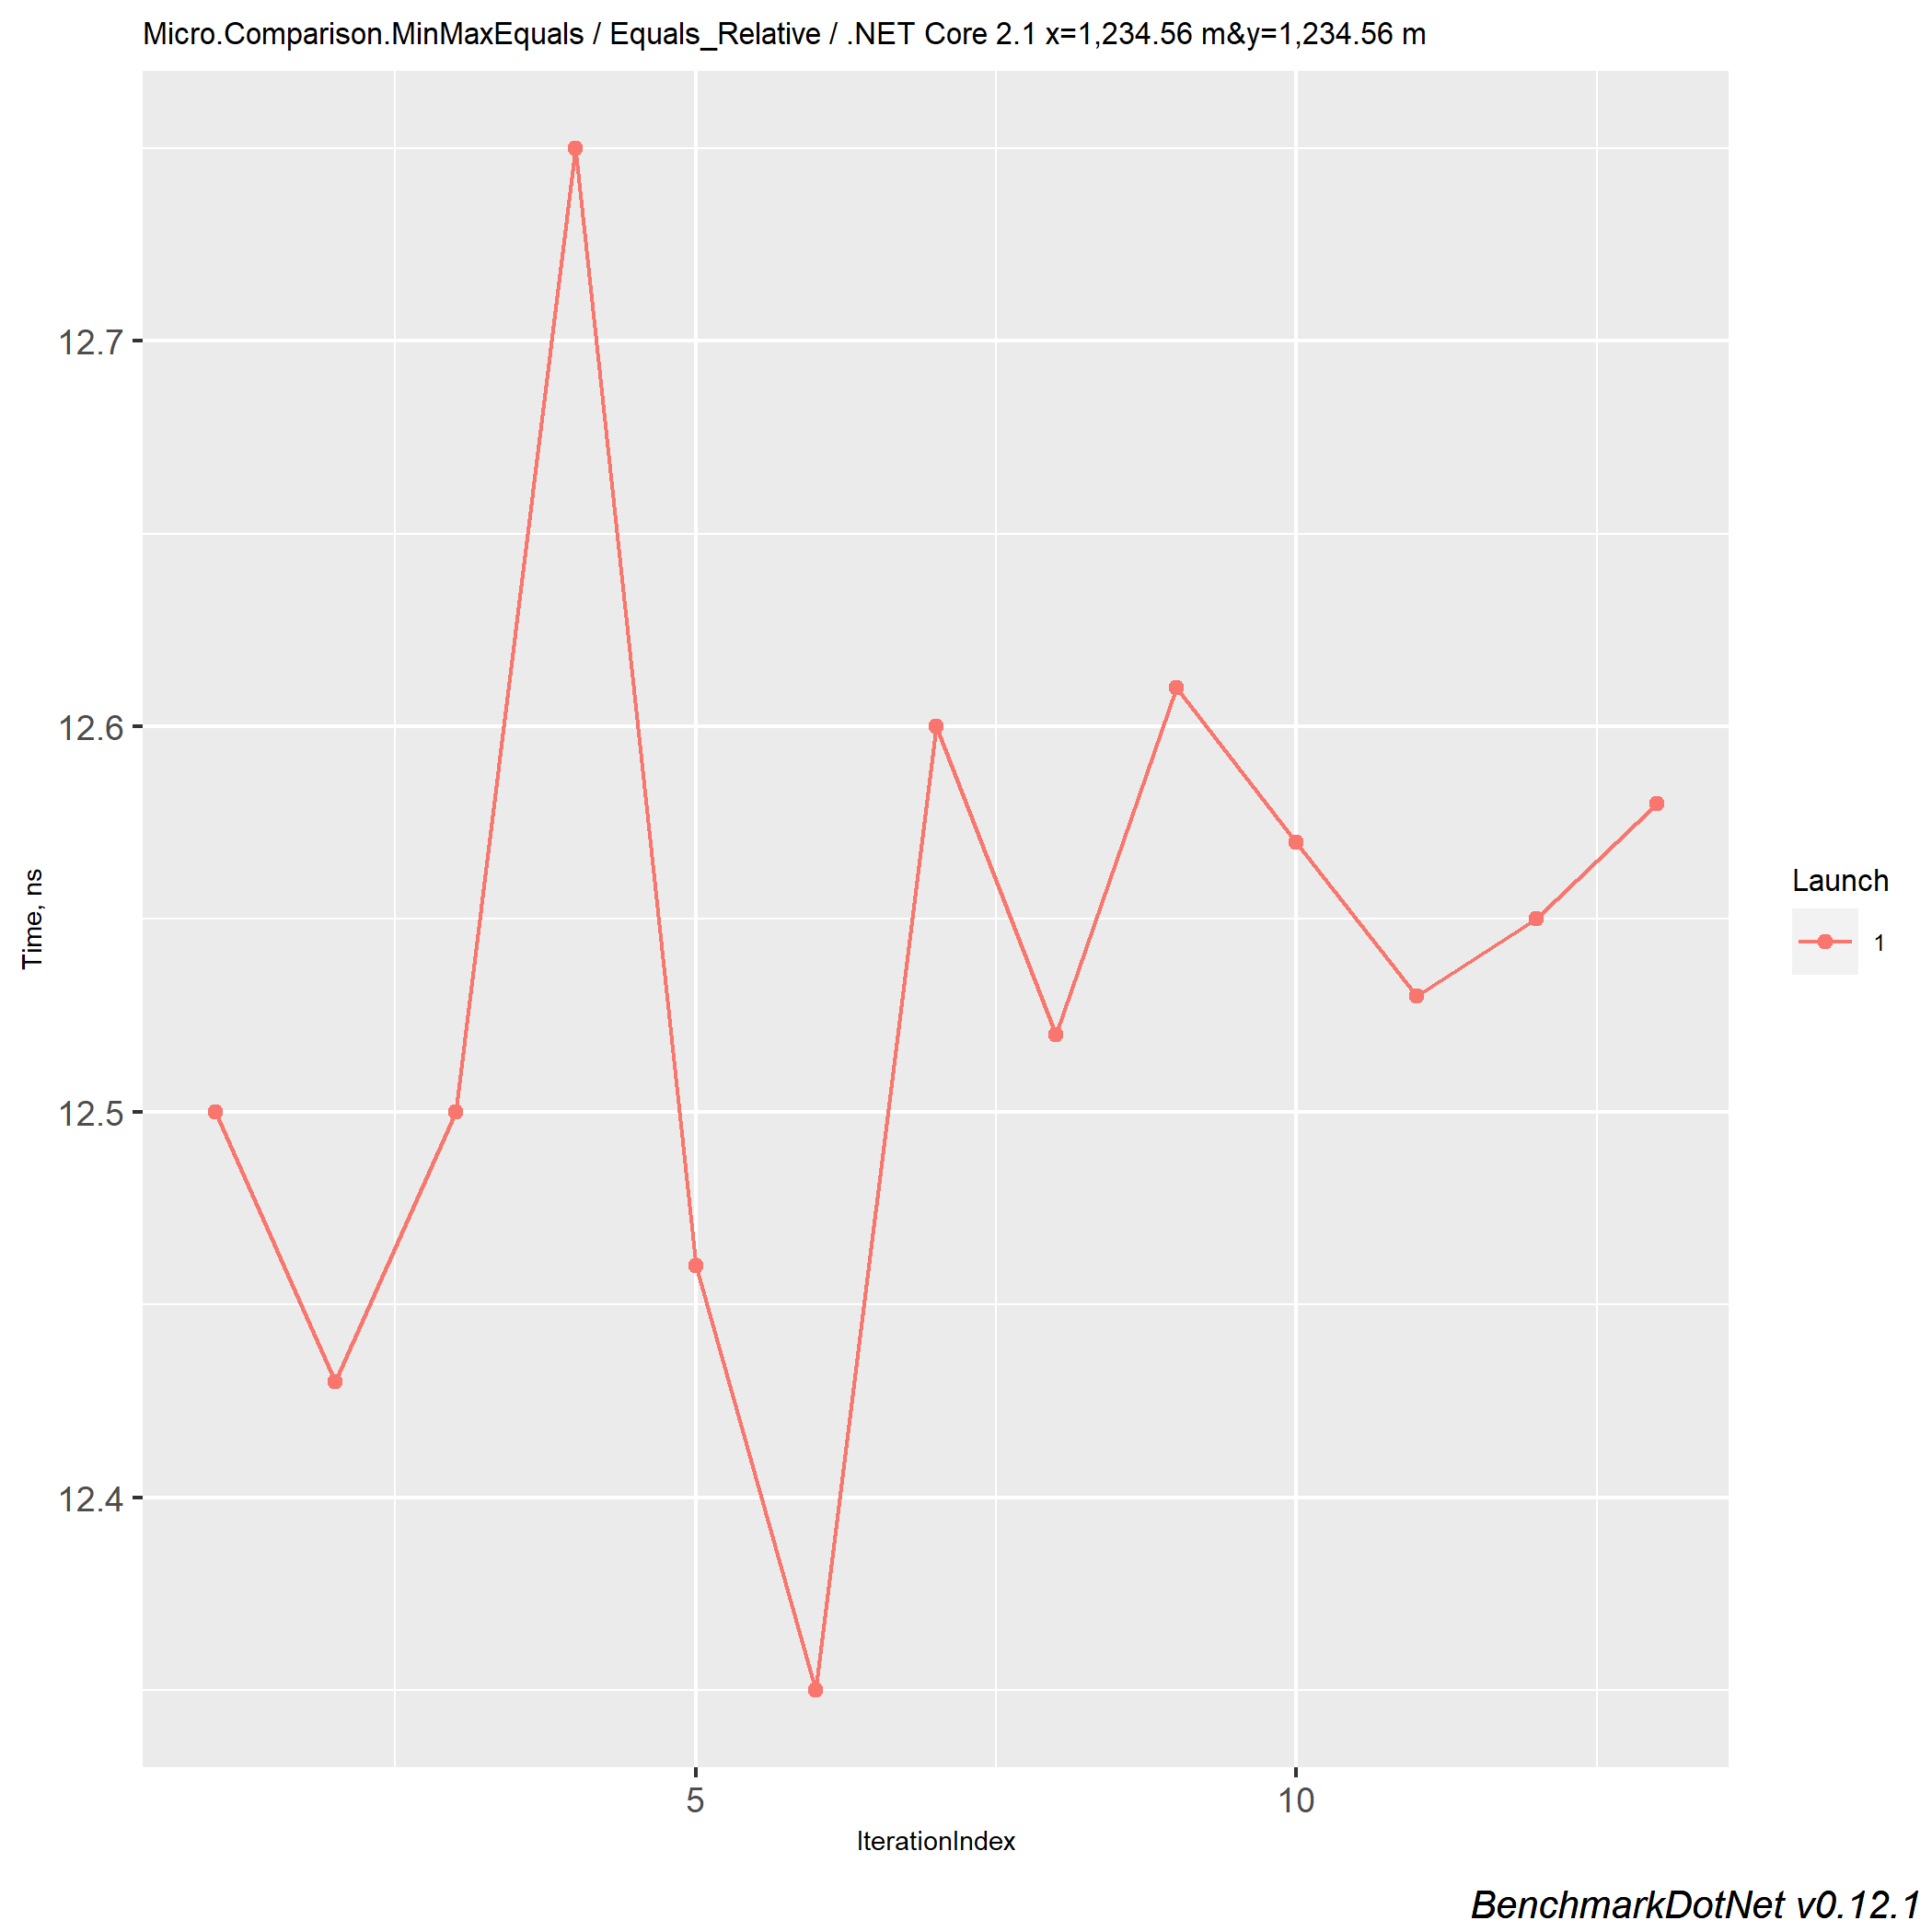 Micro.Comparison.MinMaxEquals / Equals_Relative / .NET Core 2.1 x=1,234.56 m&y=1,234.56 m
12.7
12.6
12.5
12.4
Time, ns
5
10
IterationIndex
Launch
1
BenchmarkDotNet v0.12.1